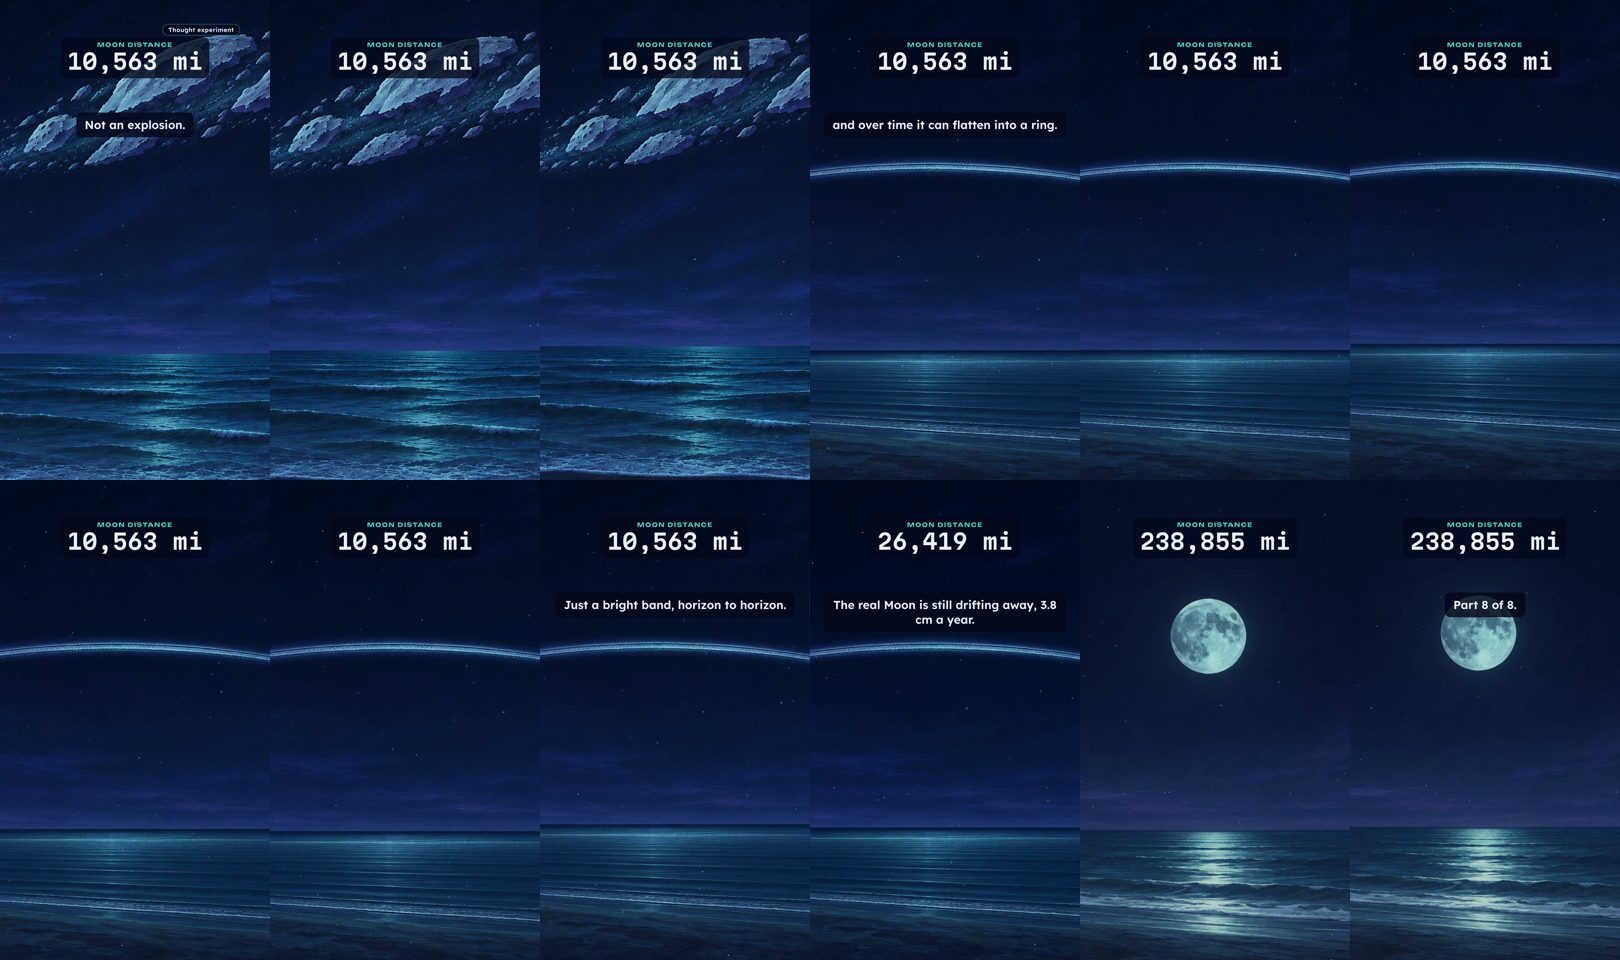 Thought experiment
MOON DISTANCE
10,563 mi
Not an explosion.
MOON DISTANCE
10,563 mi
MOON DISTANCE
10,563 mi
MOON DISTANCE
10,563 mi
and over time it can flatten into a ring.
MOON DISTANCE
10,563 mi
MOON DISTANCE
10,563 mi
MOON DISTANCE
10,563 mi
MOON DISTANCE
10,563 mi
MOON DISTANCE
10,563 mi
Just a bright band, horizon to horizon.
MOON DISTANCE
26,419 mi
The real Moon is still drifting away, 3.8
cm a year.
MOON DISTANCE
238,855 mi
MOON DISTANCE
238,855 mi
Part 8 of 8.